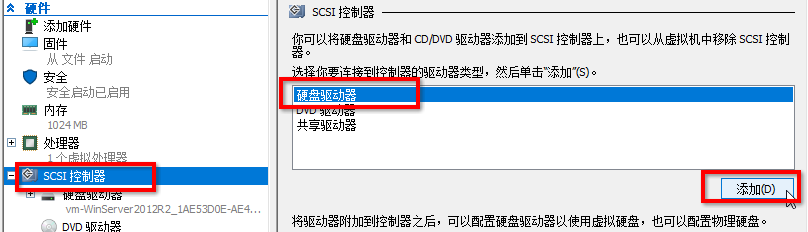 硬件
添加硬件
固件
从 文件 启动
安全
安全启动已启用
内存
1024 MB
处理器
1 个虚拟处理器
SCSI 控制器
硬盘驱动器
vm-WinServer2012R2_1AE53D0E-AE4...
DVD 驱动器
SCSI 控制器
你可以将硬盘驱动器和 CD/DVD 驱动器添加到 SCSI 控制器上，也可以从虚拟机中移除 SCSI 控制
器。
选择你要连接到控制器的驱动器类型，然后单击"添加"(S)。
硬盘驱动器
DVD 驱动器
共享驱动器
添加(D)
将驱动器附加到控制器之后，可以配置硬盘驱动器以使用虚拟硬盘，也可以配置物理硬盘。